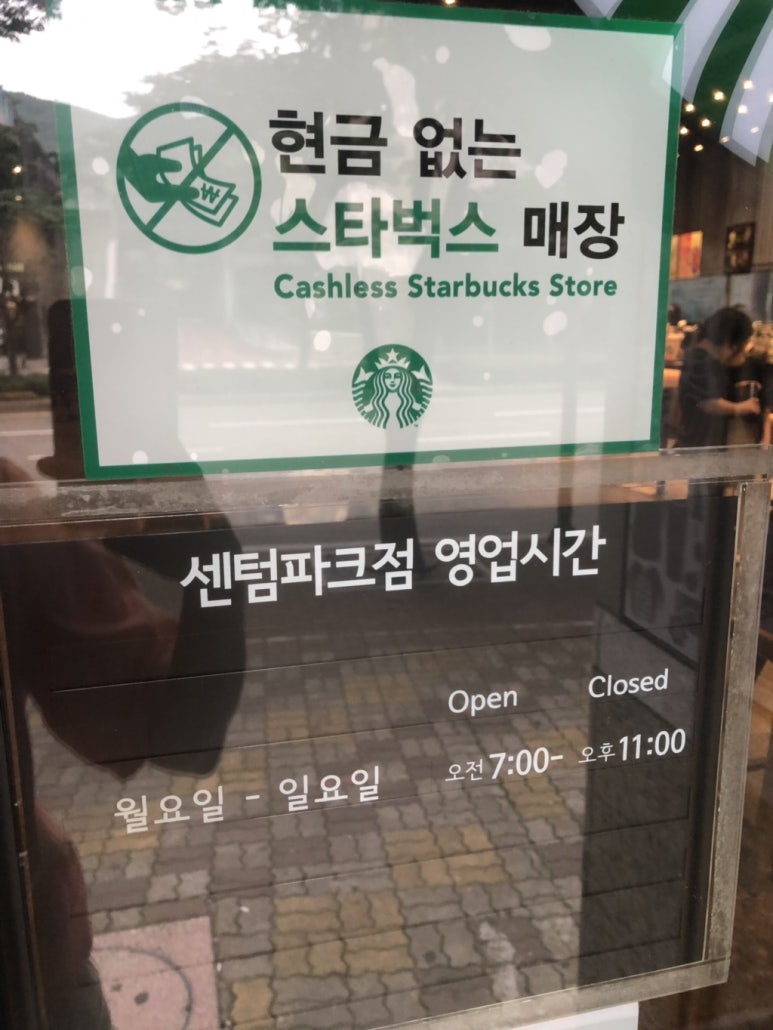 현금 없는
스타벅스 매장
Cashless Starbucks Store
센텀파크점 영업시간
Open Closed
월요일 - 일요일 오전 7:00- 오후 11:00